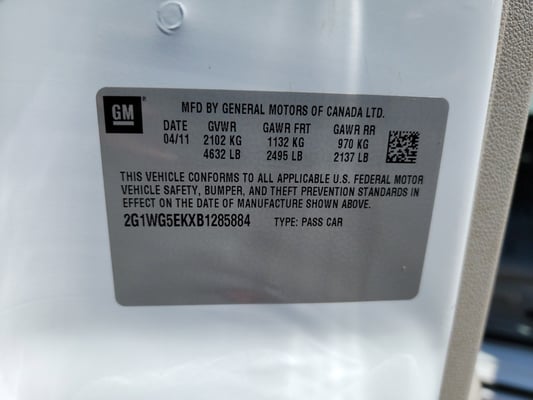 GM
MFD BY GENERAL MOTORS OF CANADA LTD.
DATE GVWR GAWR FRT GAWR RR
04/11 2102 KG 1132 KG 970 KG
4632 LB 2495 LB 2137 LB
THIS VEHICLE CONFORMS TO ALL APPLICABLE U.S. FEDERAL MOTOR
VEHICLE SAFETY, BUMPER, AND THEFT PREVENTION STANDARDS IN
EFFECT ON THE DATE OF MANUFACTURE SHOWN ABOVE.
2G1WG5EKXB1285884 TYPE: PASS CAR